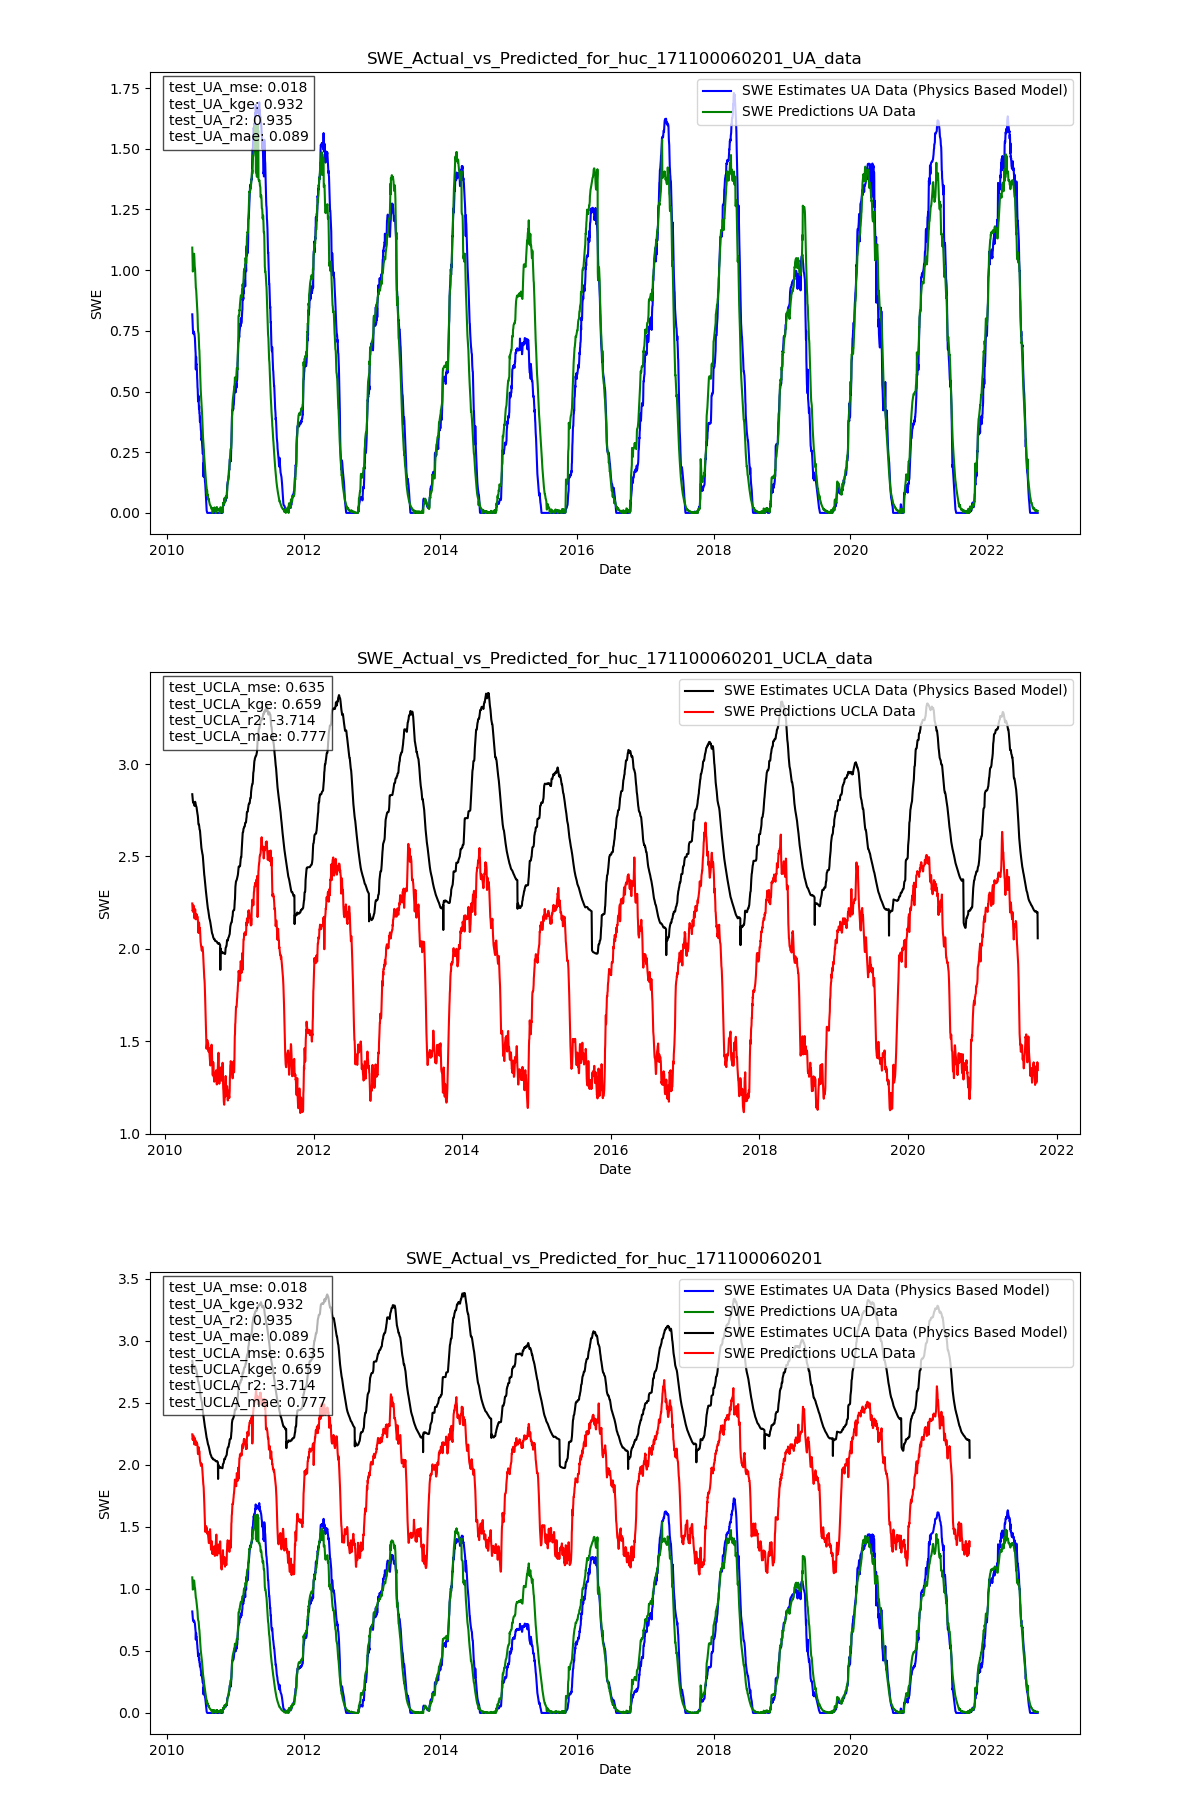 SWE_Actual_vs_Predicted_for_huc_171100060201_UA_data
test_UA_mse: 0.018
test_UA_kge: 0.932
test_UA_r2: 0.935
test_UA_mae: 0.089
SWE Estimates UA Data (Physics Based Model)
SWE Predictions UA Data
1.75
1.50
1.25
1.00
0.75
0.50
0.25
0.00
SWE
2010
2012
2014
2016
2018
2020
2022
Date
SWE_Actual_vs_Predicted_for_huc_171100060201_UCLA_data
test_UCLA_mse: 0.635
test_UCLA_kge: 0.659
test_UCLA_r2: -3.714
test_UCLA_mae: 0.777
SWE Estimates UCLA Data (Physics Based Model)
SWE Predictions UCLA Data
3.0
2.5
2.0
1.5
1.0
SWE
2010
2012
2014
2016
2018
2020
2022
Date
SWE_Actual_vs_Predicted_for_huc_171100060201
test_UA_mse: 0.018
test_UA_kge: 0.932
test_UA_r2: 0.935
test_UA_mae: 0.089
test_UCLA_mse: 0.635
test_UCLA_kge: 0.659
test_UCLA_r2: -3.714
test_UCLA_mae: 0.777
SWE Estimates UA Data (Physics Based Model)
SWE Predictions UA Data
SWE Estimates UCLA Data (Physics Based Model)
SWE Predictions UCLA Data
3.5
3.0
2.5
2.0
1.5
1.0
0.5
0.0
SWE
2010
2012
2014
2016
2018
2020
2022
Date